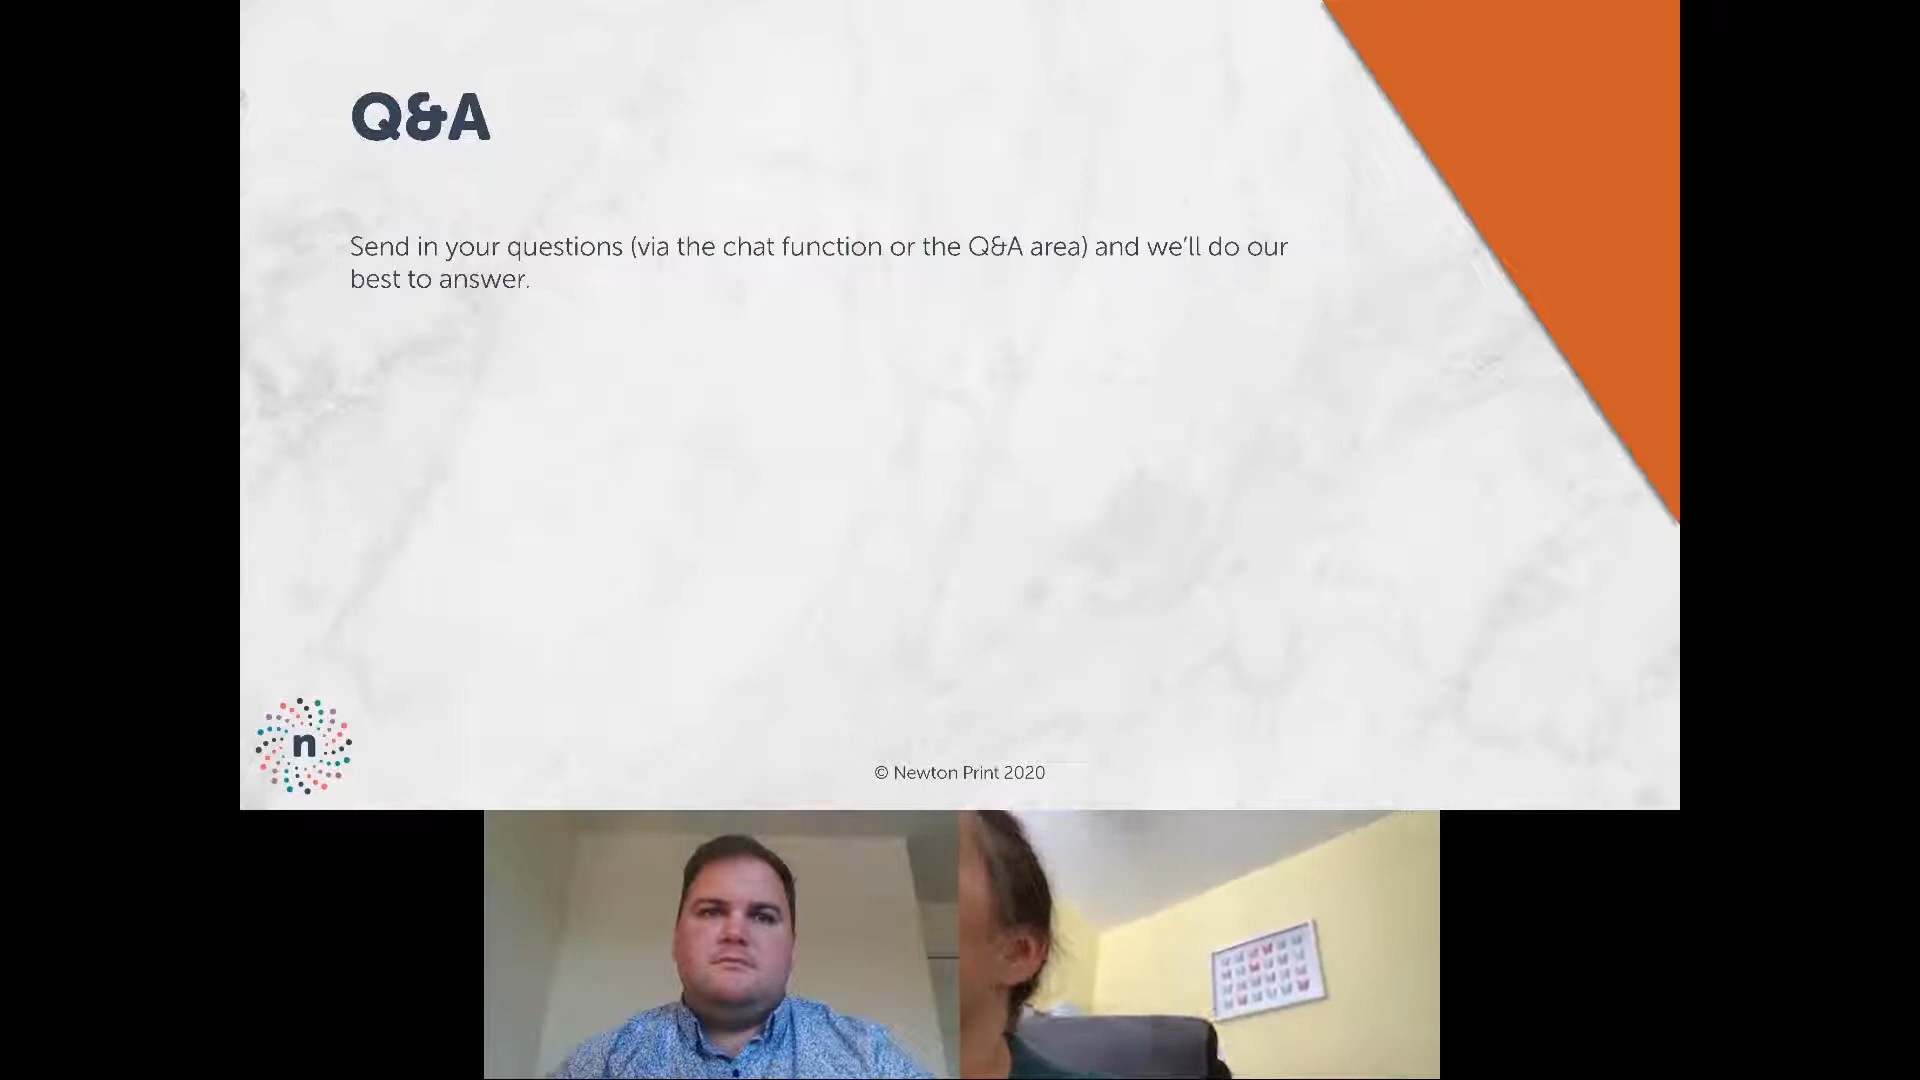 Q&A
Send in your questions (via the chat function or the Q&A area) and we’ll do our
best to answer.
n
© Newton Print 2020